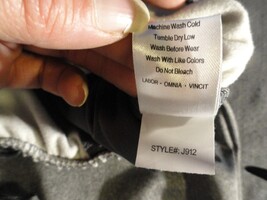 Machine Wash Cold
Tumble Dry Low
Wash Before Wear
Wash With Like Colors
Do Not Bleach
LABOR · OMNIA · VINCIT
STYLE#: J912